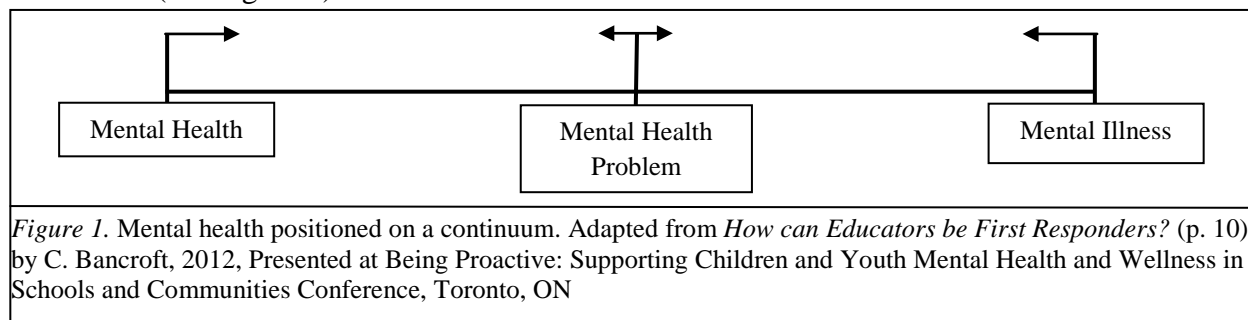 Mental Health
Mental Health
Problem
Mental Illness
Figure 1. Mental health positioned on a continuum. Adapted from How can Educators be First Responders? (p. 10)
by C. Bancroft, 2012, Presented at Being Proactive: Supporting Children and Youth Mental Health and Wellness in
Schools and Communities Conference, Toronto, ON